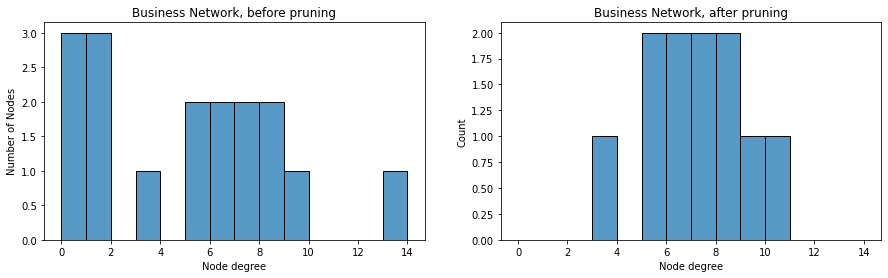 Business Network, before pruning
Number of Nodes
3.0
2.5
2.0
1.5
1.0
0.5
0.0
0 2 4 6 8 10 12 14
Node degree
Business Network, after pruning
Count
2.00
1.75
1.50
1.25
1.00
0.75
0.50
0.25
0.00
0 2 4 6 8 10 12 14
Node degree